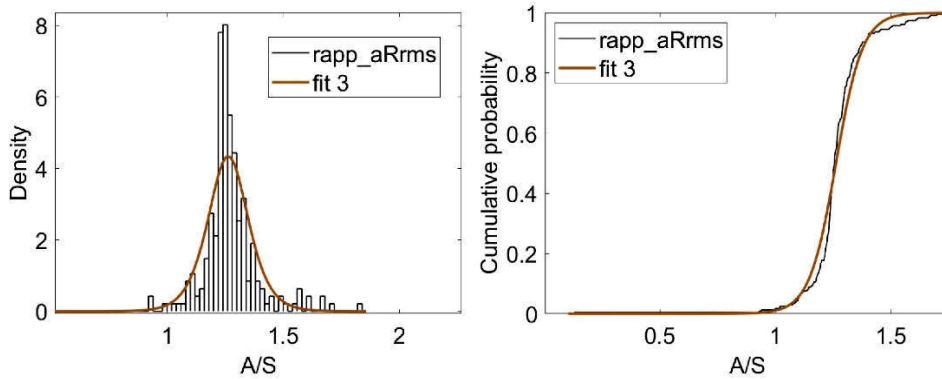 8
6
4
2
0
Density
rapp_aRrms
fit 3
1
1.5
2
A/S
1
0.8
0.6
0.4
0.2
0
Cumulative probability
rapp_aRrms
fit 3
0.5
1
1.5
A/S